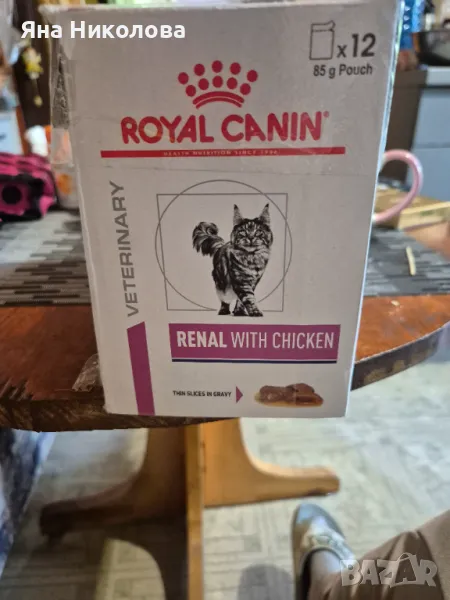 Яна Николова
x12
85 g Pouch
ROYAL CANIN
HEALTH NUTRITION SINCE 1968
VETERINARY
RENAL WITH CHICKEN
THIN SLICES IN GRAVY
BAZAR